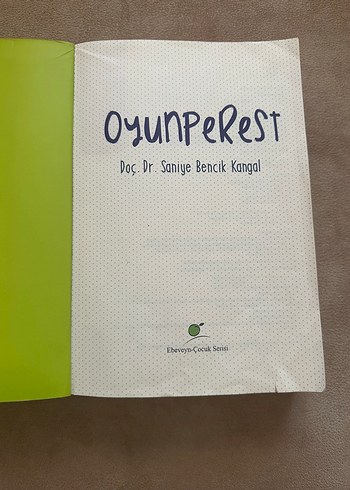 OYUNPEREST
Doç. Dr. Saniye Bencik Kangal
Ebeveyn-Çocuk Serisi